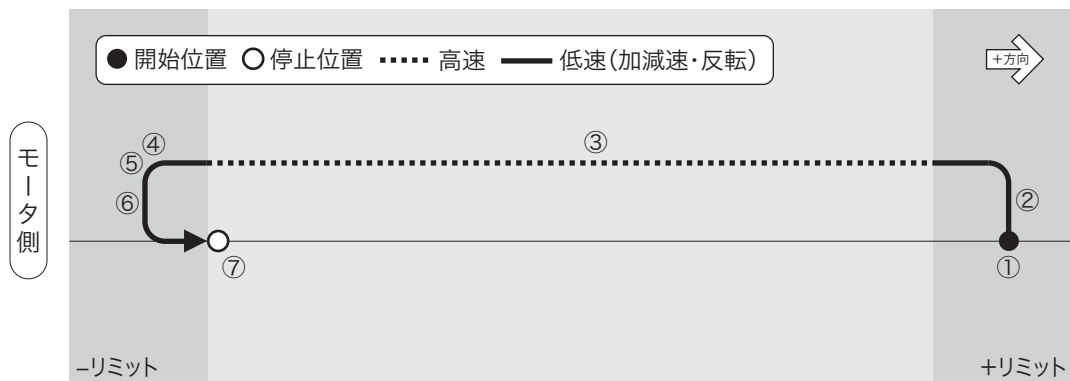 ●開始位置 ○停止位置 ••••• 高速 ━━ 低速(加減速・反転)
+方向
モータ側
③
④
⑤
⑥
②
⑦
①
−リミット
+リミット